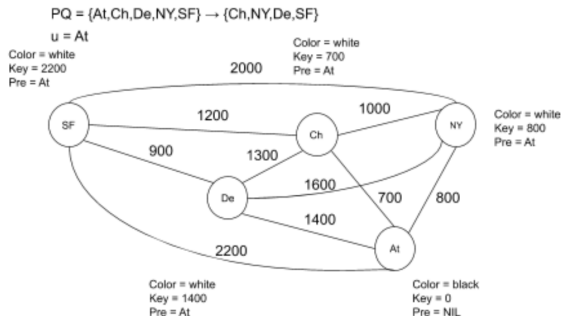 PQ = {At,Ch,De,NY,SF} → {Ch,NY,De,SF}
u = At
Color = white
Key = 2200
Pre = At
Color = white
Key = 700
Pre = At
2000
Color = white
Key = 800
Pre = At
SF
1200
Ch
1000
NY
900
1300
De
1600
700
800
1400
At
2200
Color = white
Key = 1400
Pre = At
Color = black
Key = 0
Pre = NIL